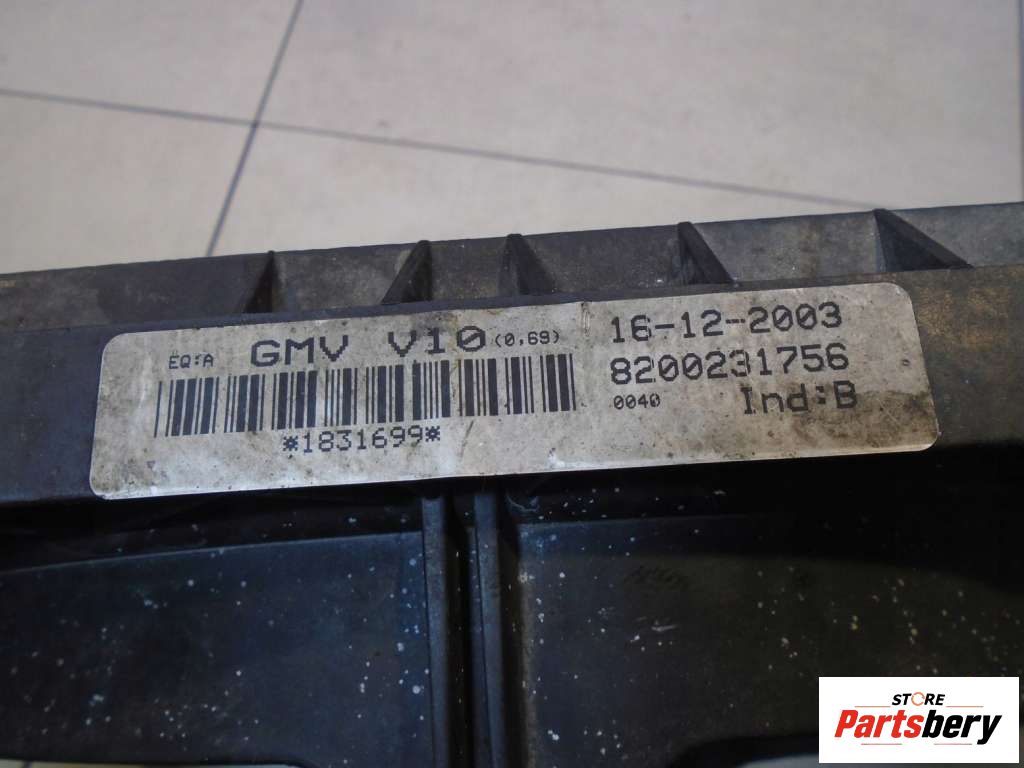 EQ:A GMV V10 (0,69)
*1831699*
16-12-2003
8200231756
0040 Ind:B
STORE
Partsbery